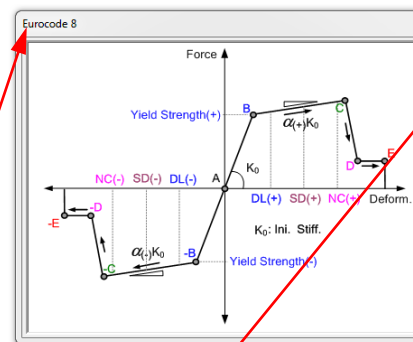 Eurocode 8
Force
B
C
Yield Strength(+)
α(+)K0
D
E
K0
A
NC(-) SD(-) DL(-)
DL(+) SD(+) NC(+) Deform.
-D
-E
K0: Ini. Stiff.
-B
α(-)K0
Yield Strength(-)
-C